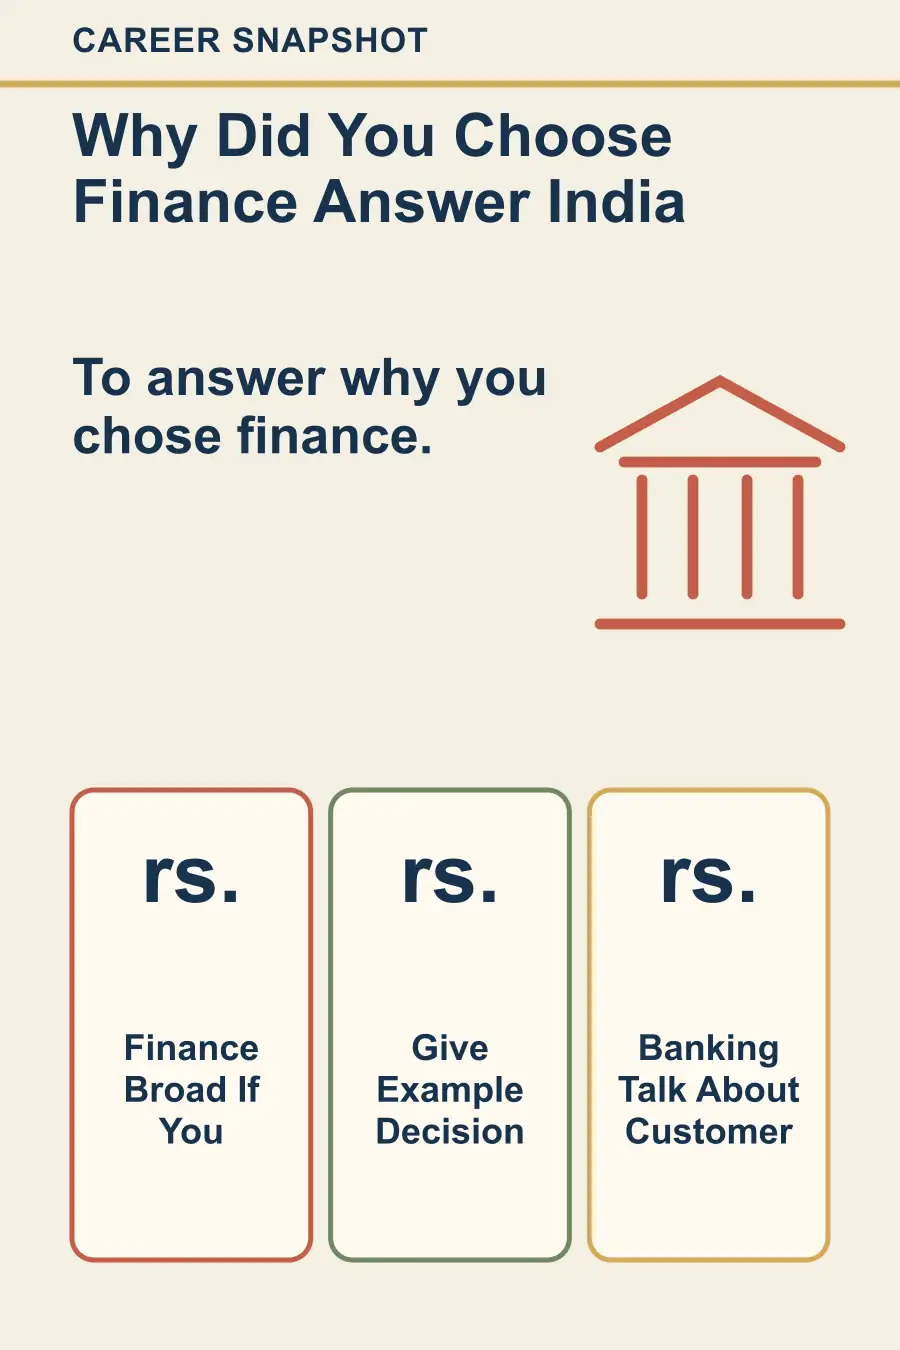 CAREER SNAPSHOT
Why Did You Choose
Finance Answer India
To answer why you
chose finance.
rs.
Finance
Broad If
You
rs.
Give
Example
Decision
rs.
Banking
Talk About
Customer